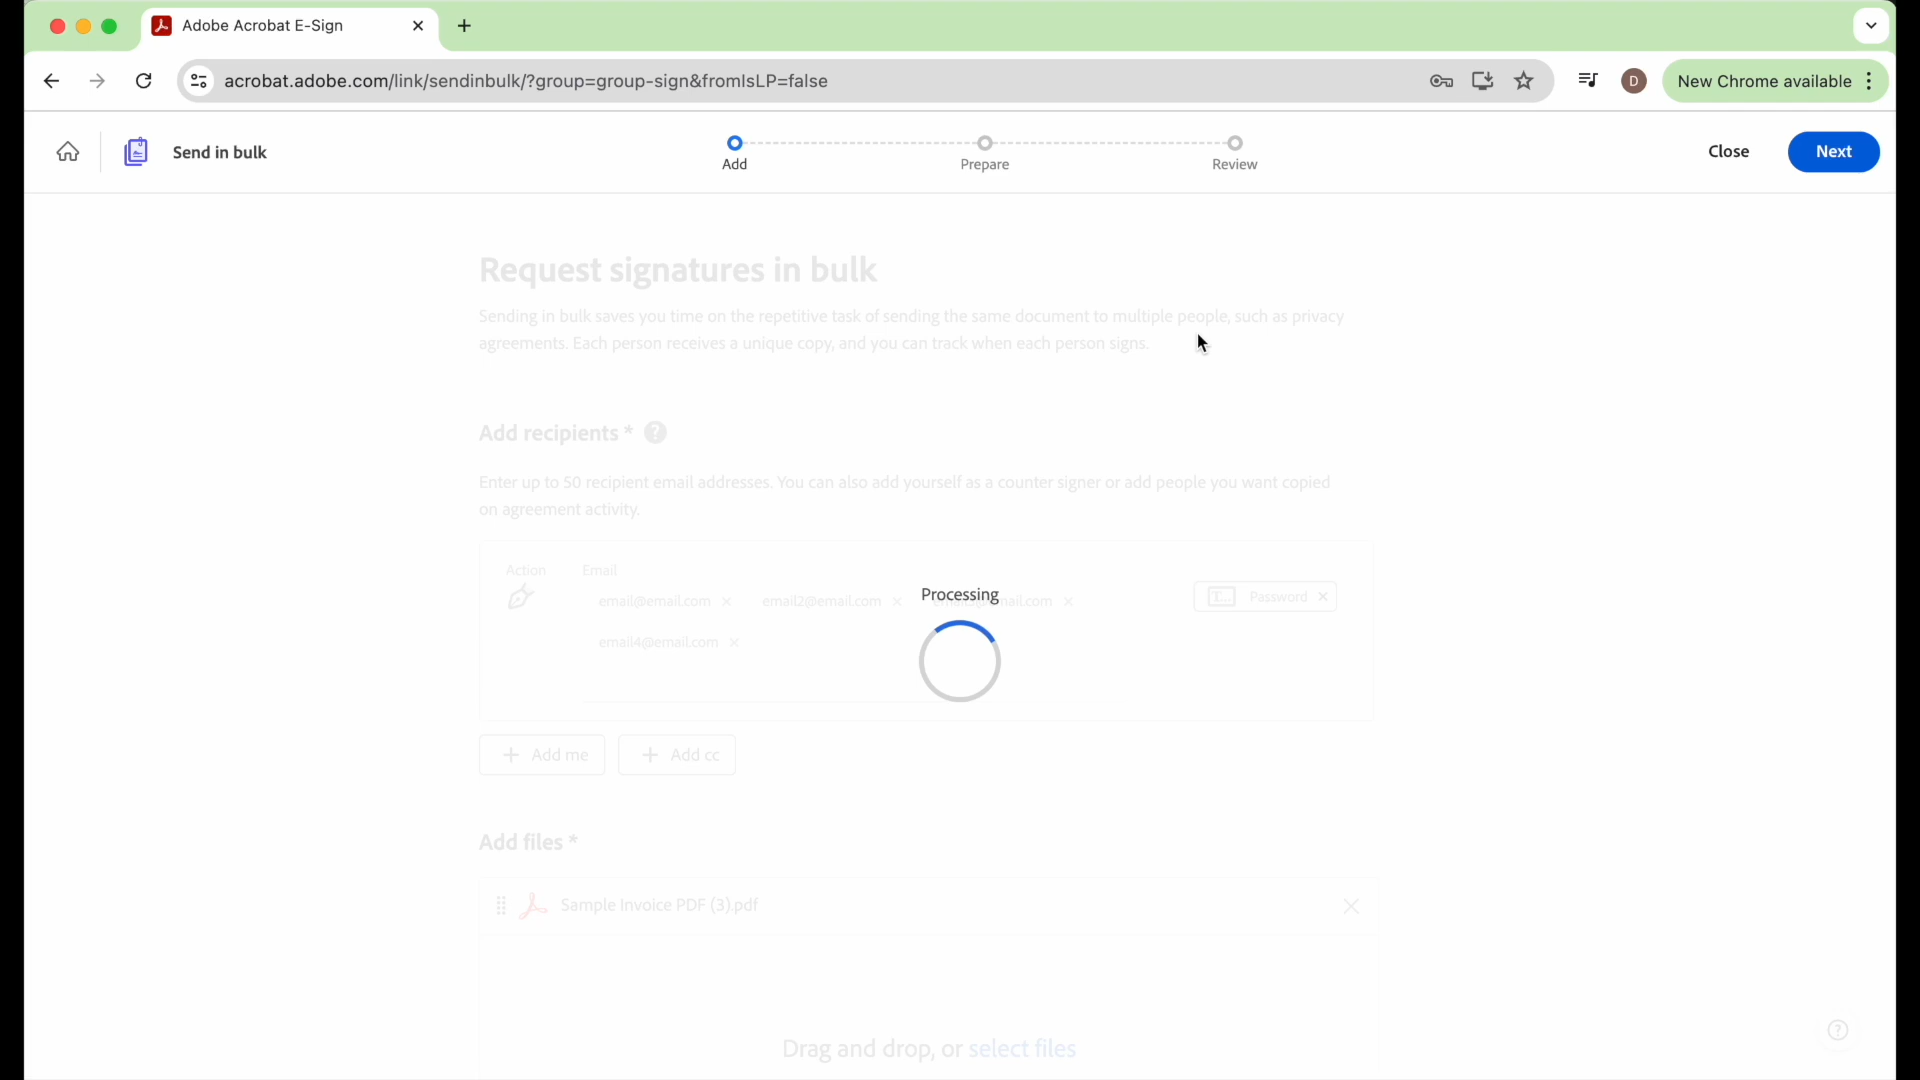 Adobe Acrobat E-Sign
acrobat.adobe.com/link/sendinbulk/?group=group-sign&fromIsLP=false
D
New Chrome available
Send in bulk
Add
Prepare
Review
Close
Next
Request signatures in bulk
Sending in bulk saves you time on the repetitive task of sending the same document to multiple people, such as privacy
agreements. Each person receives a unique copy, and you can track when each person signs.
Add recipients *
Enter up to 50 recipient email addresses. You can also add yourself as a counter signer or add people you want copied
on agreement activity.
Action Email
Processing
email@email.com email2@email.com Password
email4@email.com
Add me Add cc
Add files *
Sample Invoice PDF (3).pdf
Drag and drop, or select files